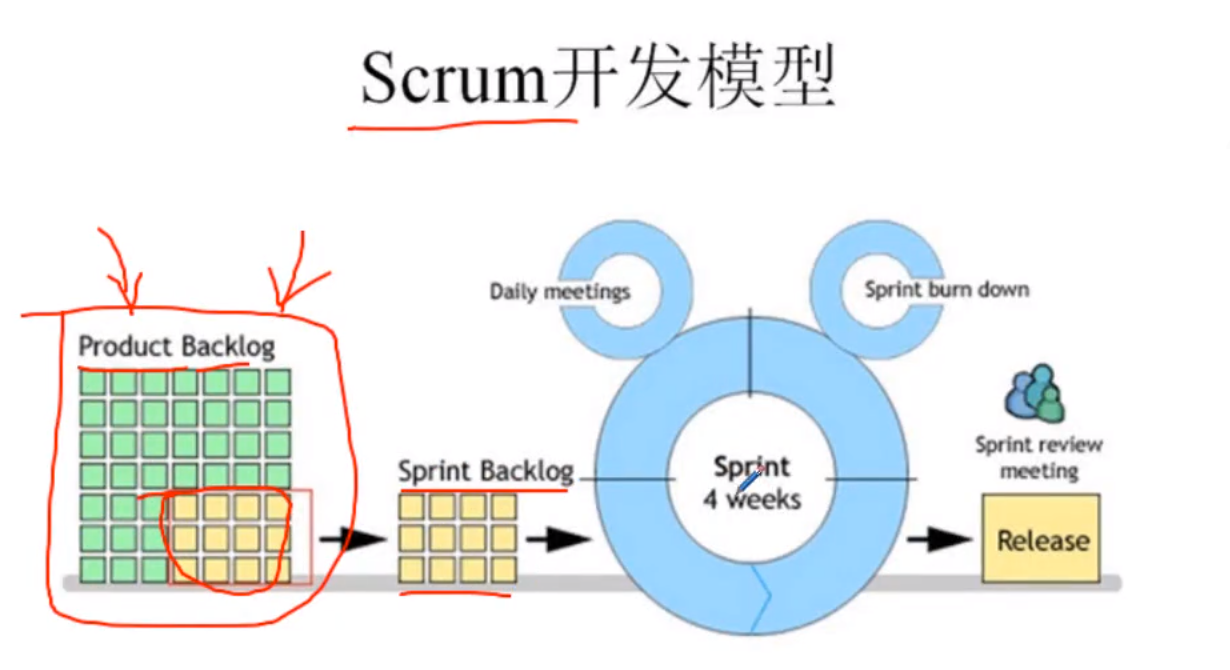 Scrum开发模型
Daily meetings
Sprint burn down
Product Backlog
Sprint Backlog
Sprint
4 weeks
Sprint review
meeting
Release